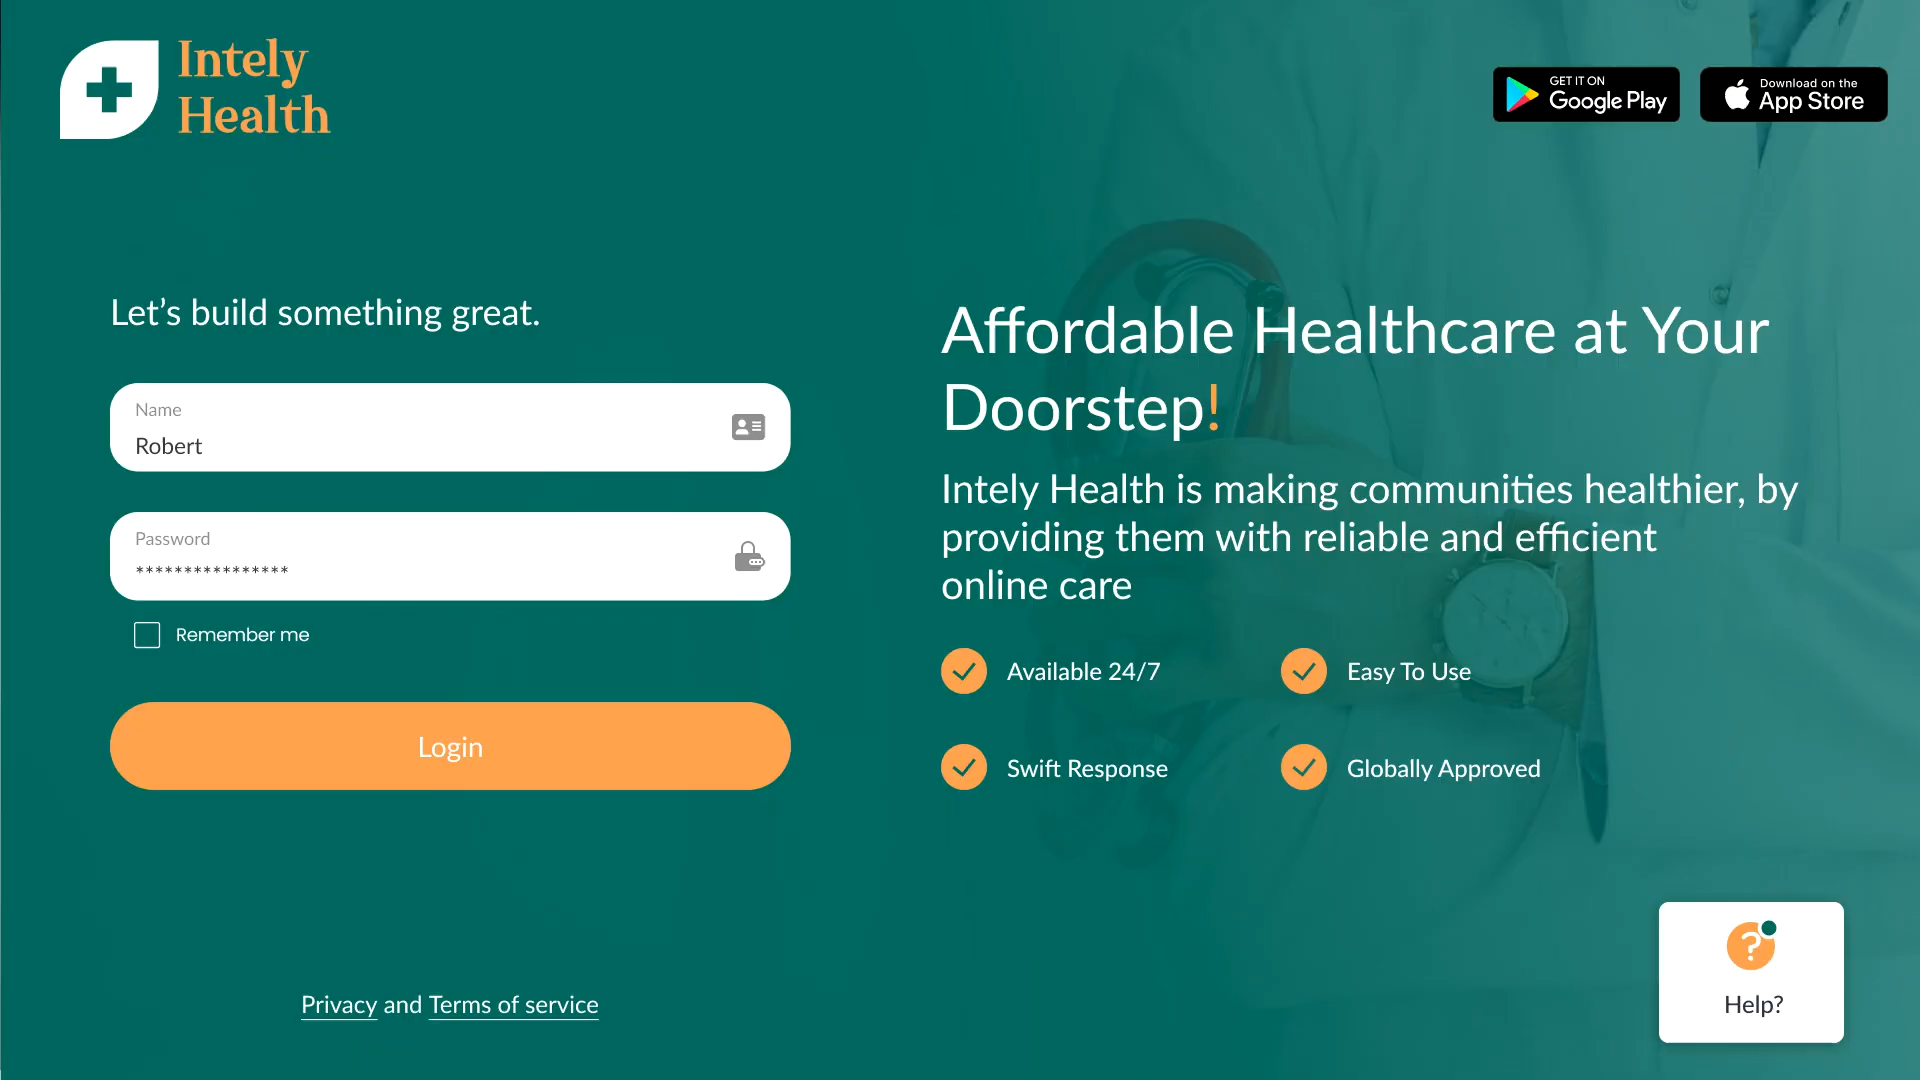 Intely
Health
GET IT ON
Google Play
Download on the
App Store
Let’s build something great.
Name
Robert
Password
****************
Remember me
Login
Privacy and Terms of service
Affordable Healthcare at Your
Doorstep!
Intely Health is making communities healthier, by
providing them with reliable and efficient
online care
Available 24/7
Easy To Use
Swift Response
Globally Approved
?
Help?